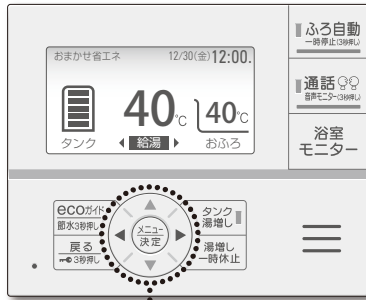 おまかせ省エネ 12/30(金)12:00.
40℃ 40℃
タンク 給湯 おふろ
ふろ自動
一時停止(3秒押し)
通話
音声モニター(3秒押し)
浴室
モニター
ecoガイド
節水3秒押し
戻る
3秒押し
メニュー
決定
タンク
湯増し
湯増し
一時休止